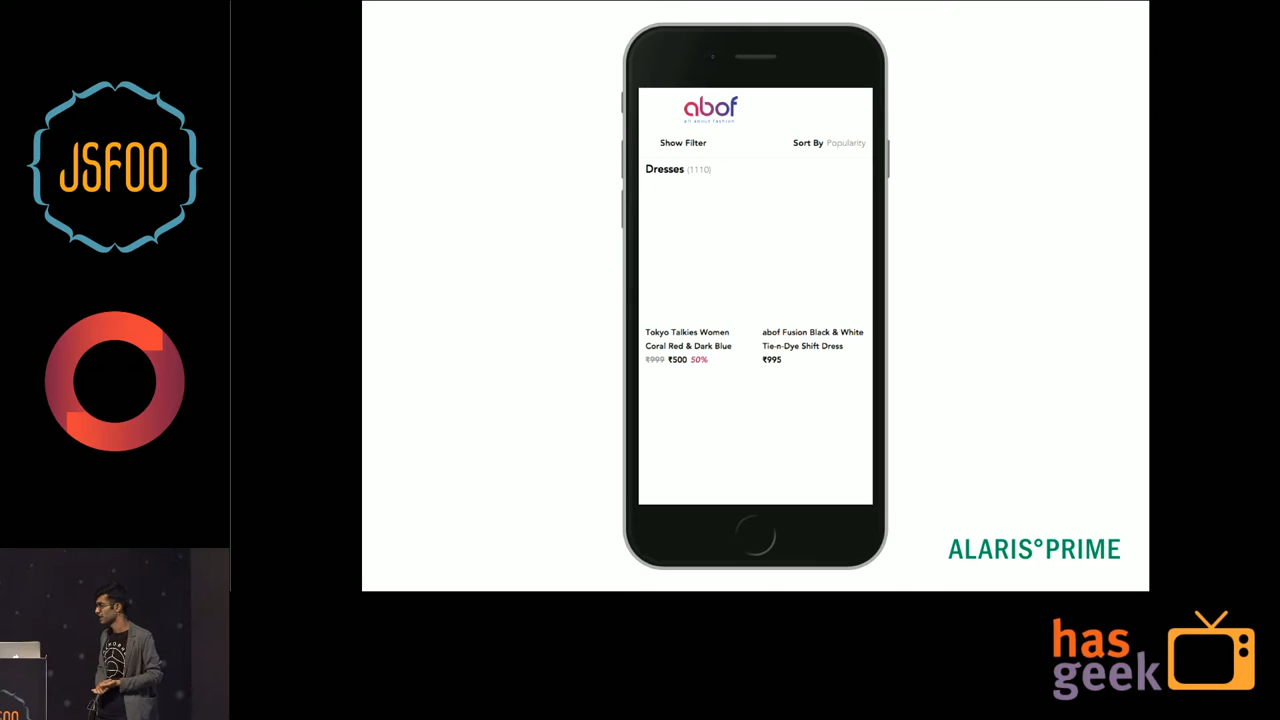 JSFOO
abof
all about fashion
Show Filter
Sort By Popularity
Dresses (1110)
Tokyo Talkies Women
Coral Red & Dark Blue
₹999 ₹500 50%
abof Fusion Black & White
Tie-n-Dye Shift Dress
₹995
ALARIS°PRIME
has
geek